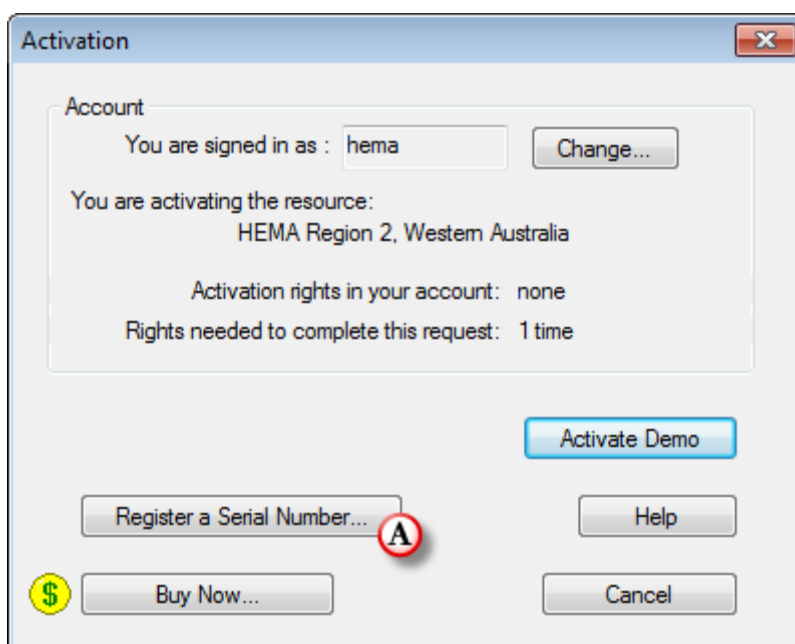 Activation
Account
You are signed in as : hema Change...
You are activating the resource:
HEMA Region 2, Western Australia
Activation rights in your account: none
Rights needed to complete this request: 1 time
Activate Demo
Register a Serial Number... A Help
$ Buy Now... Cancel